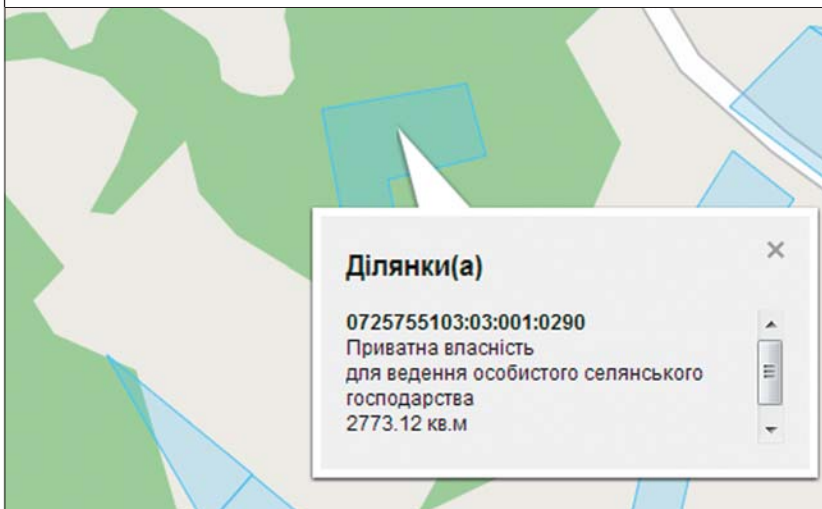 Ділянки(а)
0725755103:03:001:0290
Приватна власність
для ведення особистого селянського
господарства
2773.12 кв.м